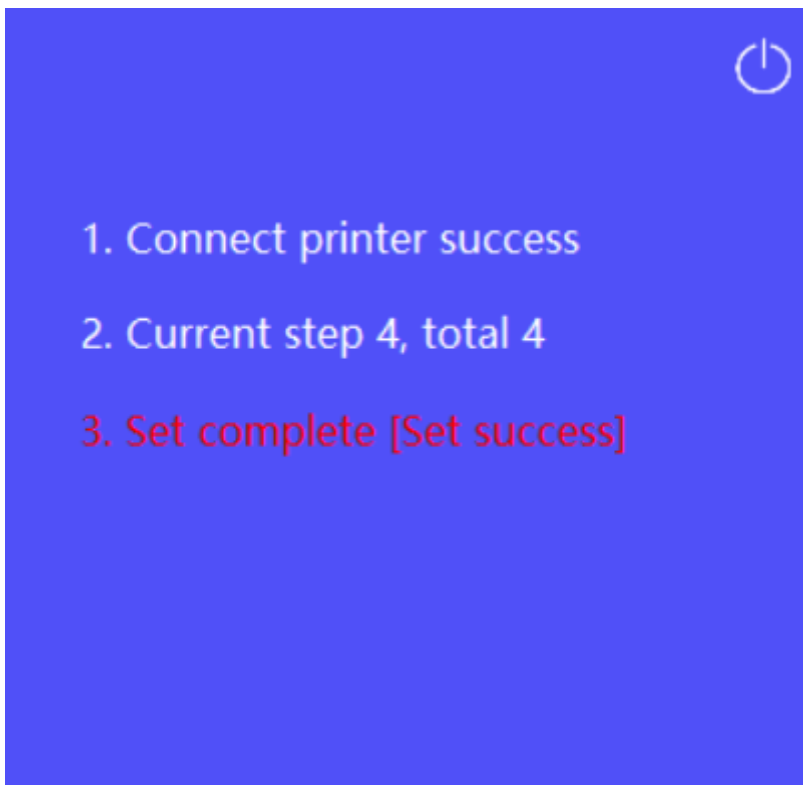 1. Connect printer success
2. Current step 4, total 4
3. Set complete [Set success]